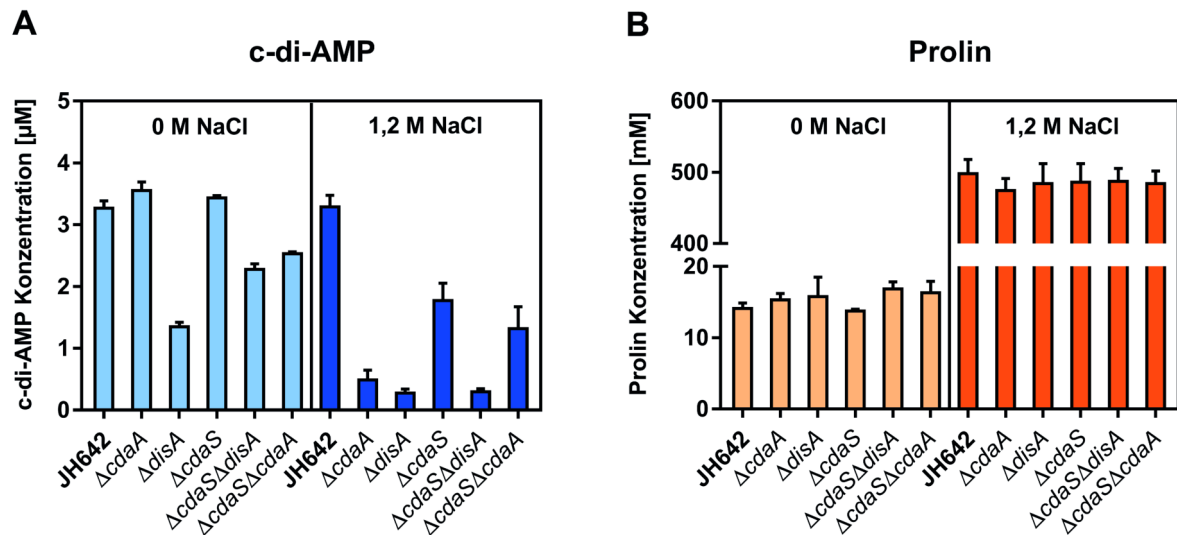 A
c-di-AMP
c-di-AMP Konzentration [µM]
5
4
3
2
1
0
0 M NaCl
1,2 M NaCl
JH642
ΔcdaA
ΔdisA
ΔcdaS
ΔcdaSΔdisA
ΔcdaSΔcdaA
JH642
ΔcdaA
ΔdisA
ΔcdaS
ΔcdaSΔdisA
ΔcdaSΔcdaA
B
Prolin
Prolin Konzentration [mM]
600
500
400
20
10
0
0 M NaCl
1,2 M NaCl
JH642
ΔcdaA
ΔdisA
ΔcdaS
ΔcdaSΔdisA
ΔcdaSΔcdaA
JH642
ΔcdaA
ΔdisA
ΔcdaS
ΔcdaSΔdisA
ΔcdaSΔcdaA